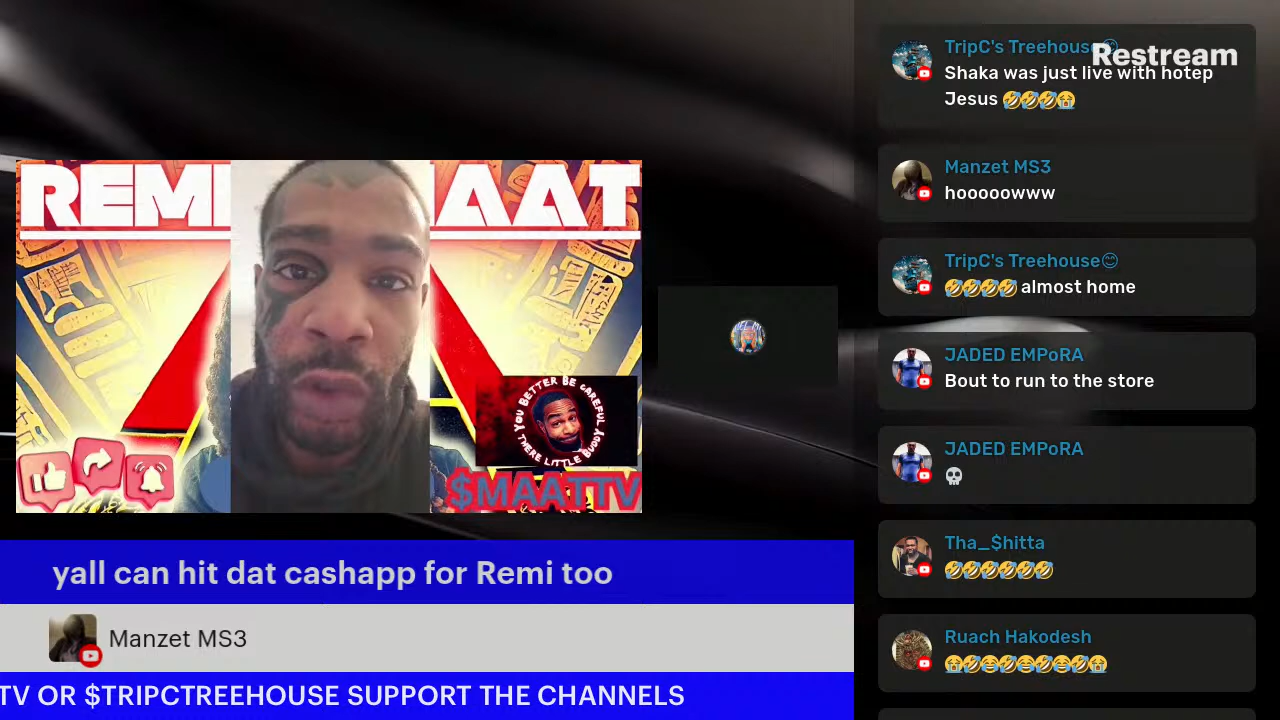 REMI MAAT
YOU BETTER BE CAREFUL
THERE LITTLE BUDDY
$MAATTV
yall can hit dat cashapp for Remi too
Manzet MS3
TV OR $TRIPCTREEHOUSE SUPPORT THE CHANNELS
Restream
TripC's Treehouse😊
Shaka was just live with hotep
Jesus 🤣🤣🤣😭
Manzet MS3
hooooowww
TripC's Treehouse😊
🤣🤣🤣🤣 almost home
JADED EMPoRA
Bout to run to the store
JADED EMPoRA
💀
Tha_$hitta
🤣🤣🤣🤣🤣🤣
Ruach Hakodesh
😭🤣😂🤣😂🤣😂🤣😭